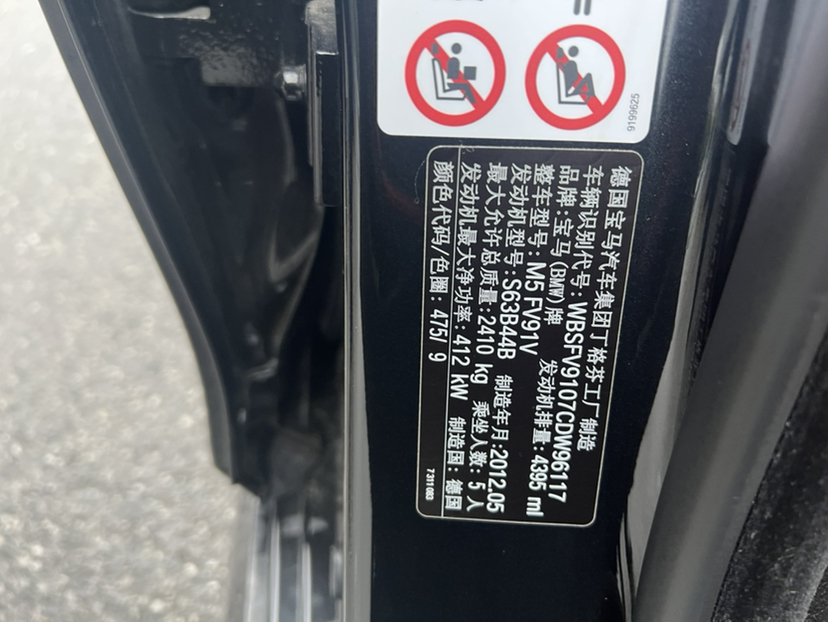 9199625
德国宝马汽车集团丁格芬工厂制造
车辆识别代号:WBSFV9107CDW96117
品牌:宝马(BMW)牌 发动机排量:4395 ml
整车型号:M5 FV91V
发动机型号:S63B44B 制造年月:2012.05
最大允许总质量:2410 kg 乘坐人数:5人
发动机最大净功率:412 kW 制造国:德国
颜色代码/色圈:475/ 9
7 311 083